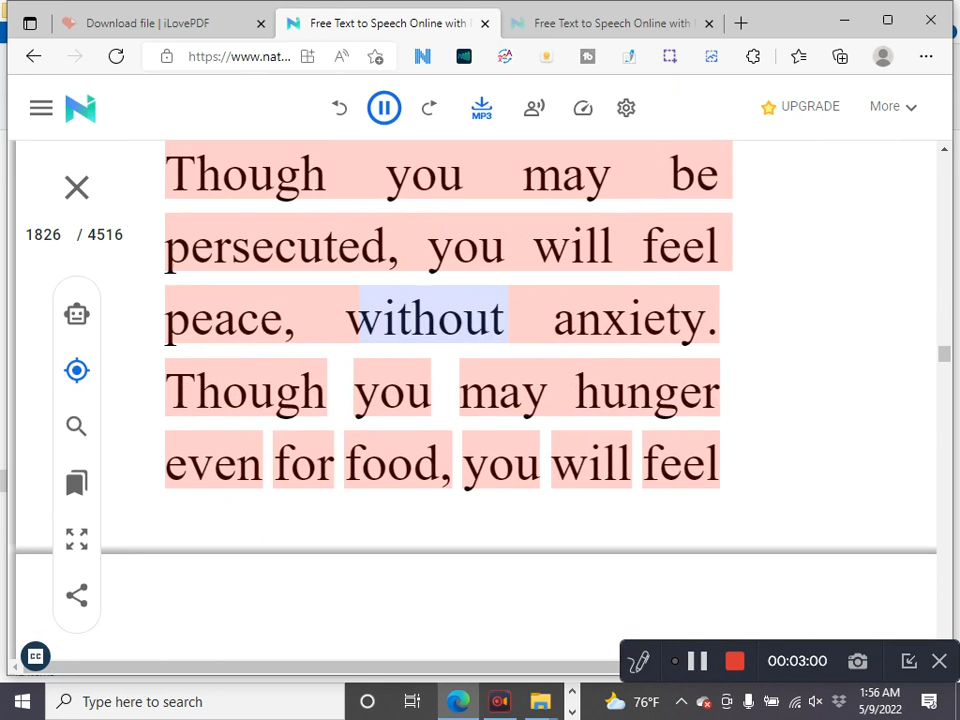 Download file | iLovePDF
Free Text to Speech Online with
Free Text to Speech Online with
https://www.nat...
MP3
UPGRADE
More
Though you may be
persecuted, you will feel
peace, without anxiety.
Though you may hunger
even for food, you will feel
1826 / 4516
CC
00:03:00
Type here to search
76°F
1:56 AM
5/9/2022